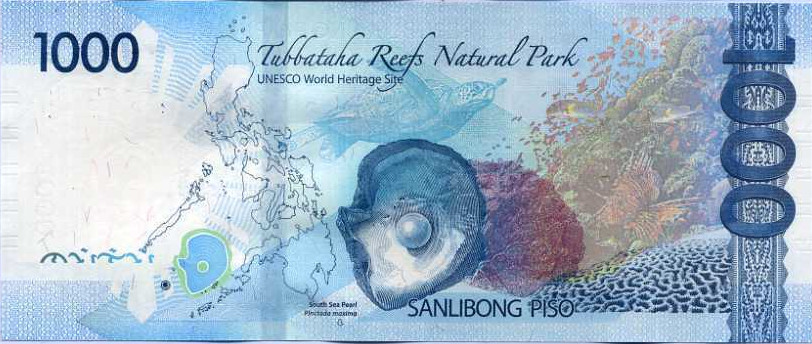 1000
Tubbataha Reefs Natural Park
UNESCO World Heritage Site
1000
South Sea Pearl
Pinctada maxima
SANLIBONG PISO